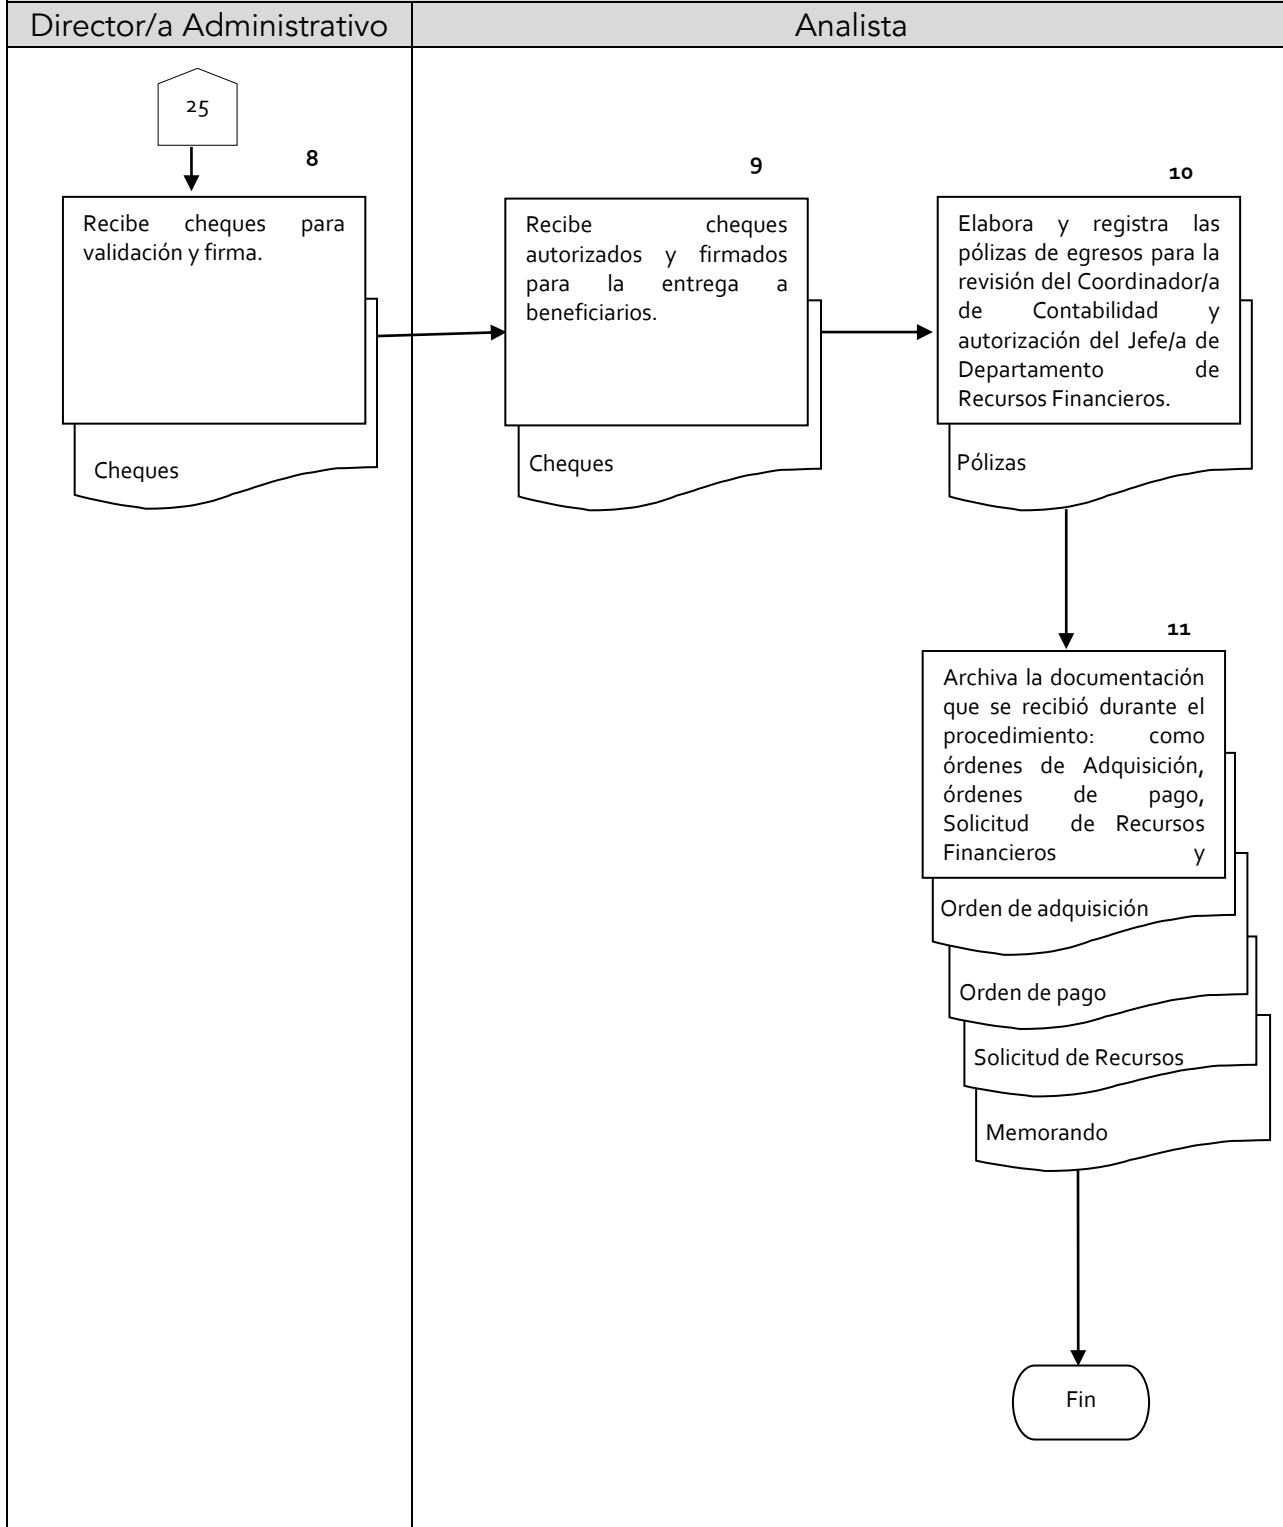 Director/a Administrativo
Analista
25
8
Recibe cheques para
validación y firma.
Cheques
9
Recibe cheques
autorizados y firmados
para la entrega a
beneficiarios.
Cheques
10
Elabora y registra las
pólizas de egresos para la
revisión del Coordinador/a
de Contabilidad y
autorización del Jefe/a de
Departamento de
Recursos Financieros.
Pólizas
11
Archiva la documentación
que se recibió durante el
procedimiento: como
órdenes de Adquisición,
órdenes de pago,
Solicitud de Recursos
Financieros y
Orden de adquisición
Orden de pago
Solicitud de Recursos
Memorando
Fin